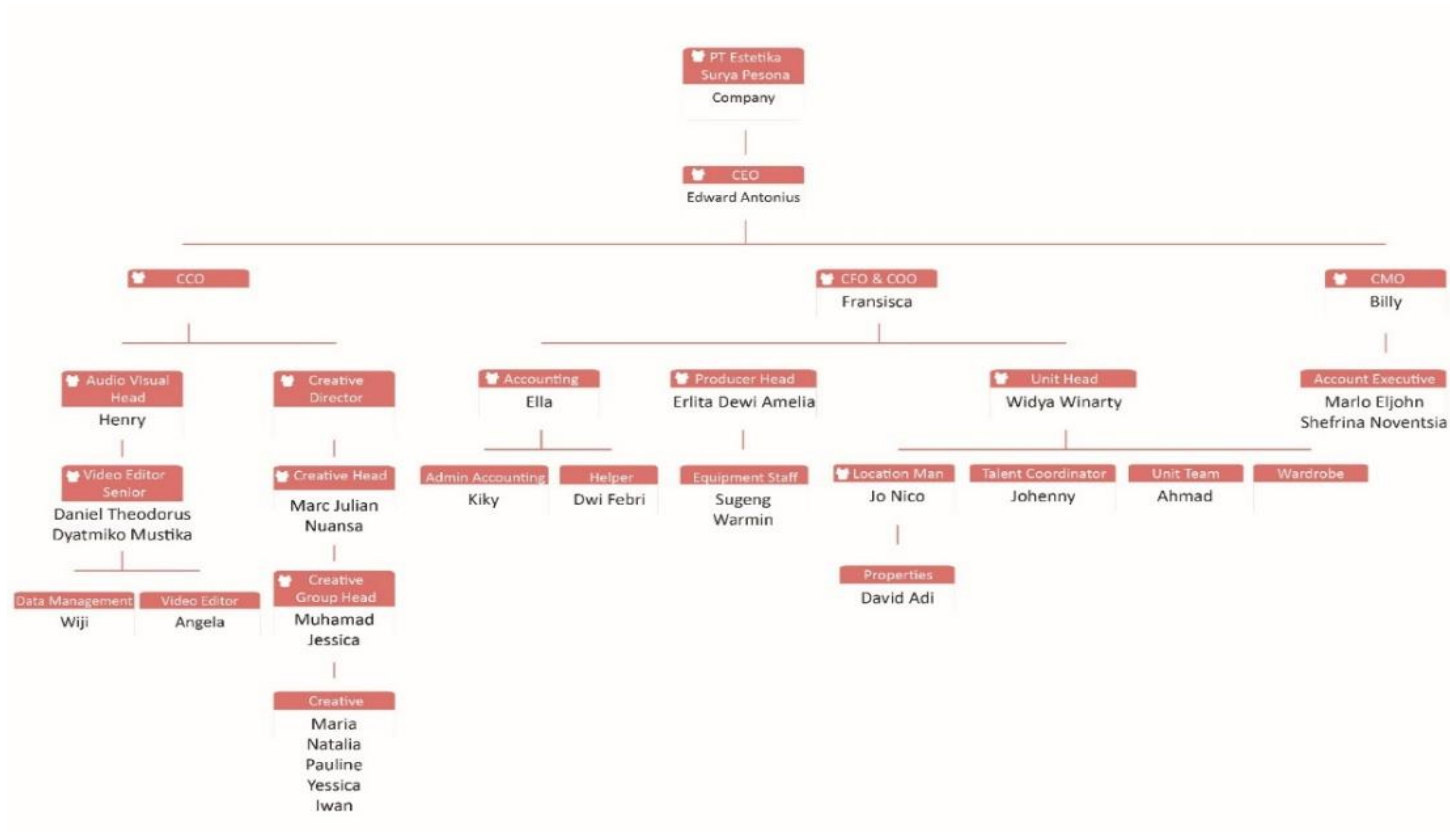 PT Estetika
Surya Pesona
Company
CEO
Edward Antonius
CCO
CFO & COO
Fransisca
CMO
Billy
Audio Visual
Head
Henry
Creative
Director
Accounting
Ella
Producer Head
Erlita Dewi Amelia
Unit Head
Widya Winarty
Account Executive
Marlo Eljohn
Shefrina Noventsia
Video Editor
Senior
Daniel Theodorus
Dyatmiko Mustika
Creative Head
Marc Julian
Nuansa
Admin Accounting
Kiky
Helper
Dwi Febri
Equipment Staff
Sugeng
Warmin
Location Man
Jo Nico
Talent Coordinator
Johenny
Unit Team
Ahmad
Wardrobe
Data Management
Wiji
Video Editor
Angela
Creative
Group Head
Muhamad
Jessica
Properties
David Adi
Creative
Maria
Natalia
Pauline
Yessica
Iwan